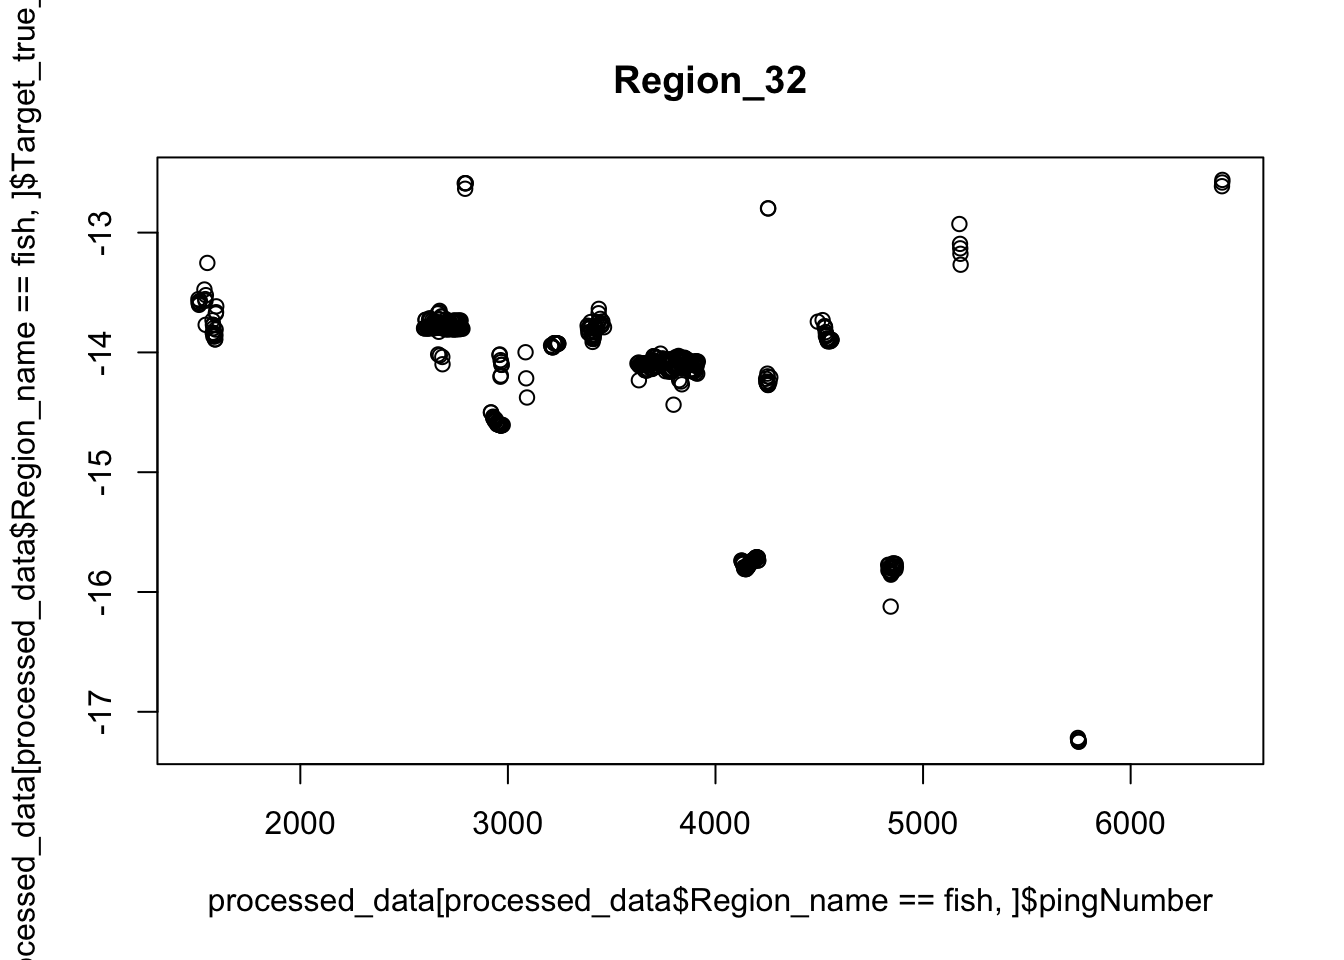 Region_32
cessed_data[processed_data$Region_name == fish, ]$Target_true_
-13
-14
-15
-16
-17
2000 3000 4000 5000 6000
processed_data[processed_data$Region_name == fish, ]$pingNumber